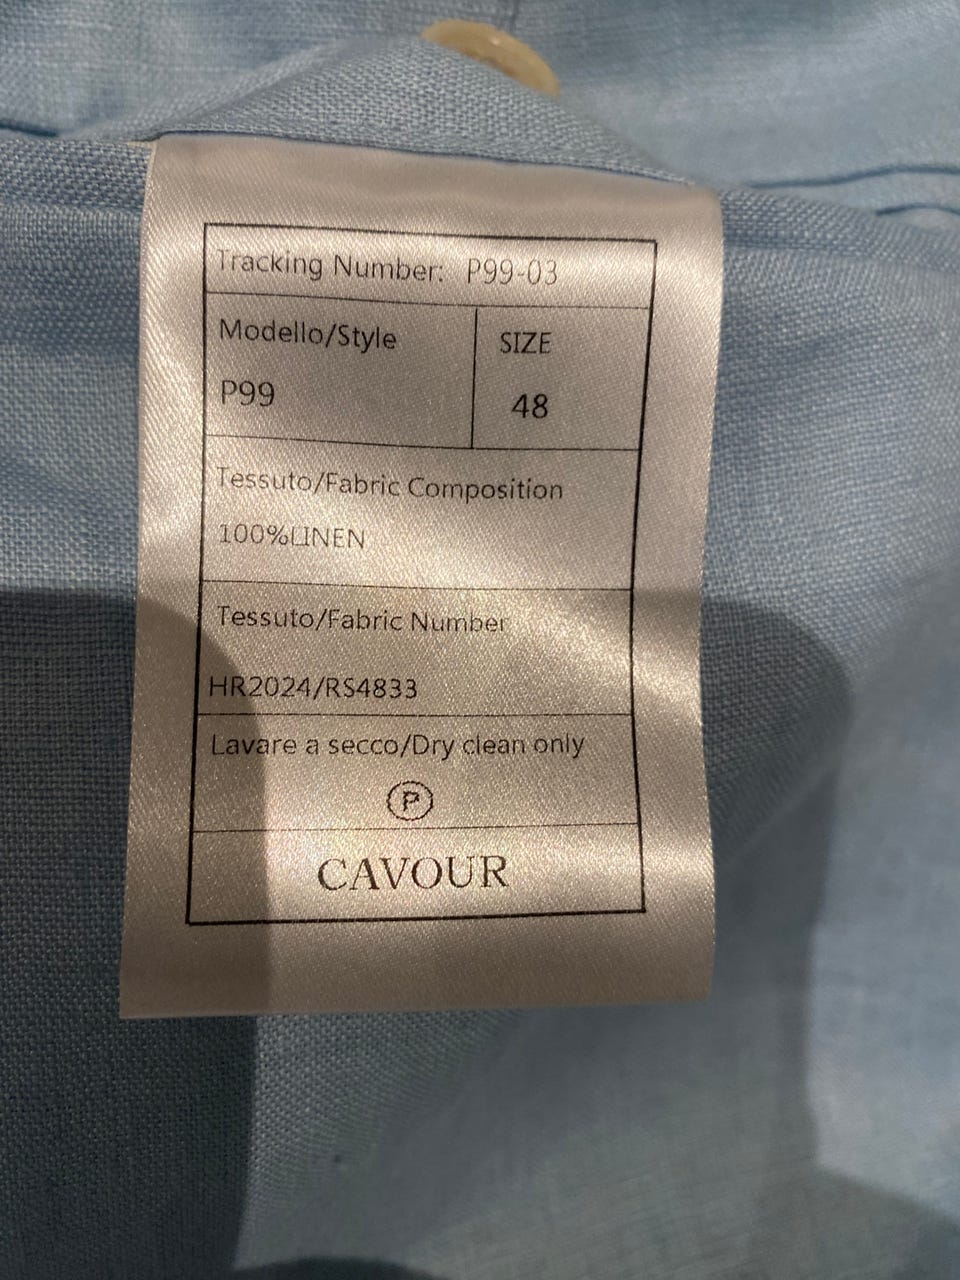 Tracking Number: P99-03
Modello/Style
SIZE
P99
48
Tessuto/Fabric Composition
100%LINEN
Tessuto/Fabric Number
HR2024/RS4833
Lavare a secco/Dry clean only
P
CAVOUR